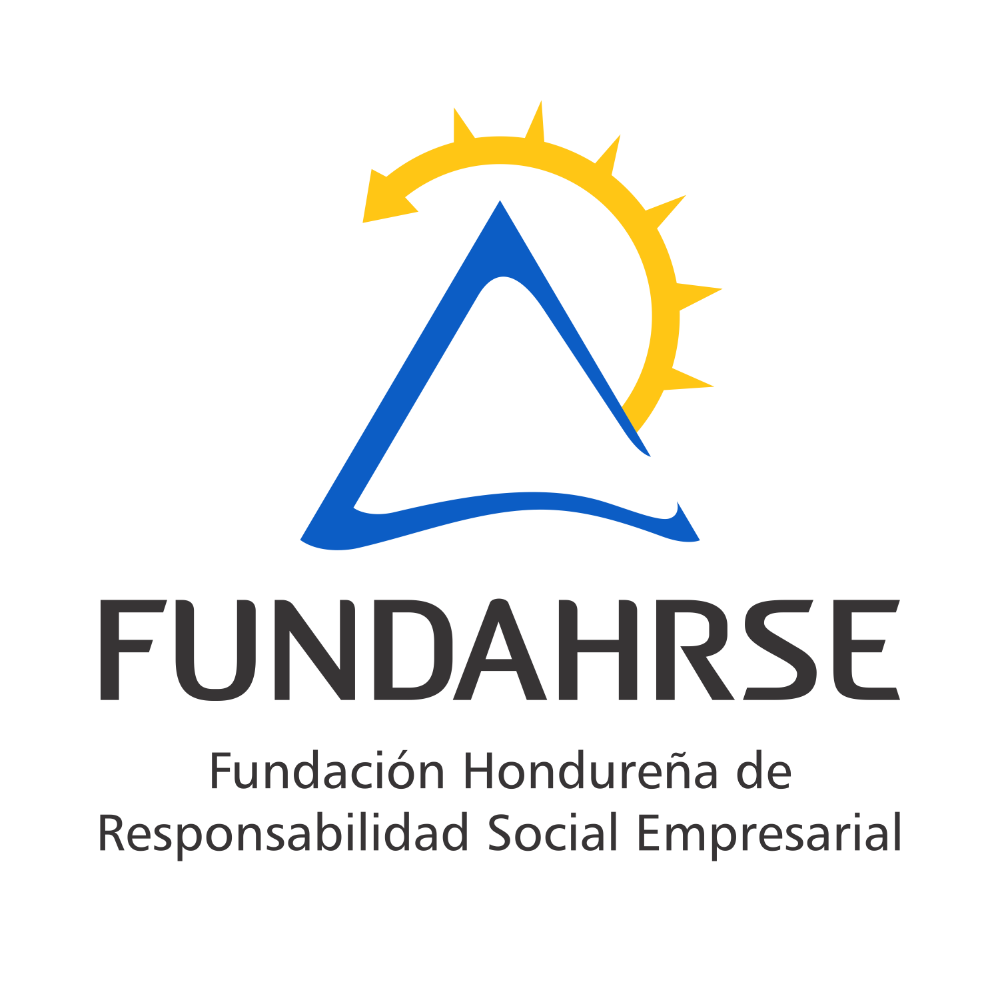 FUNDAHRSE
Fundación Hondureña de
Responsabilidad Social Empresarial